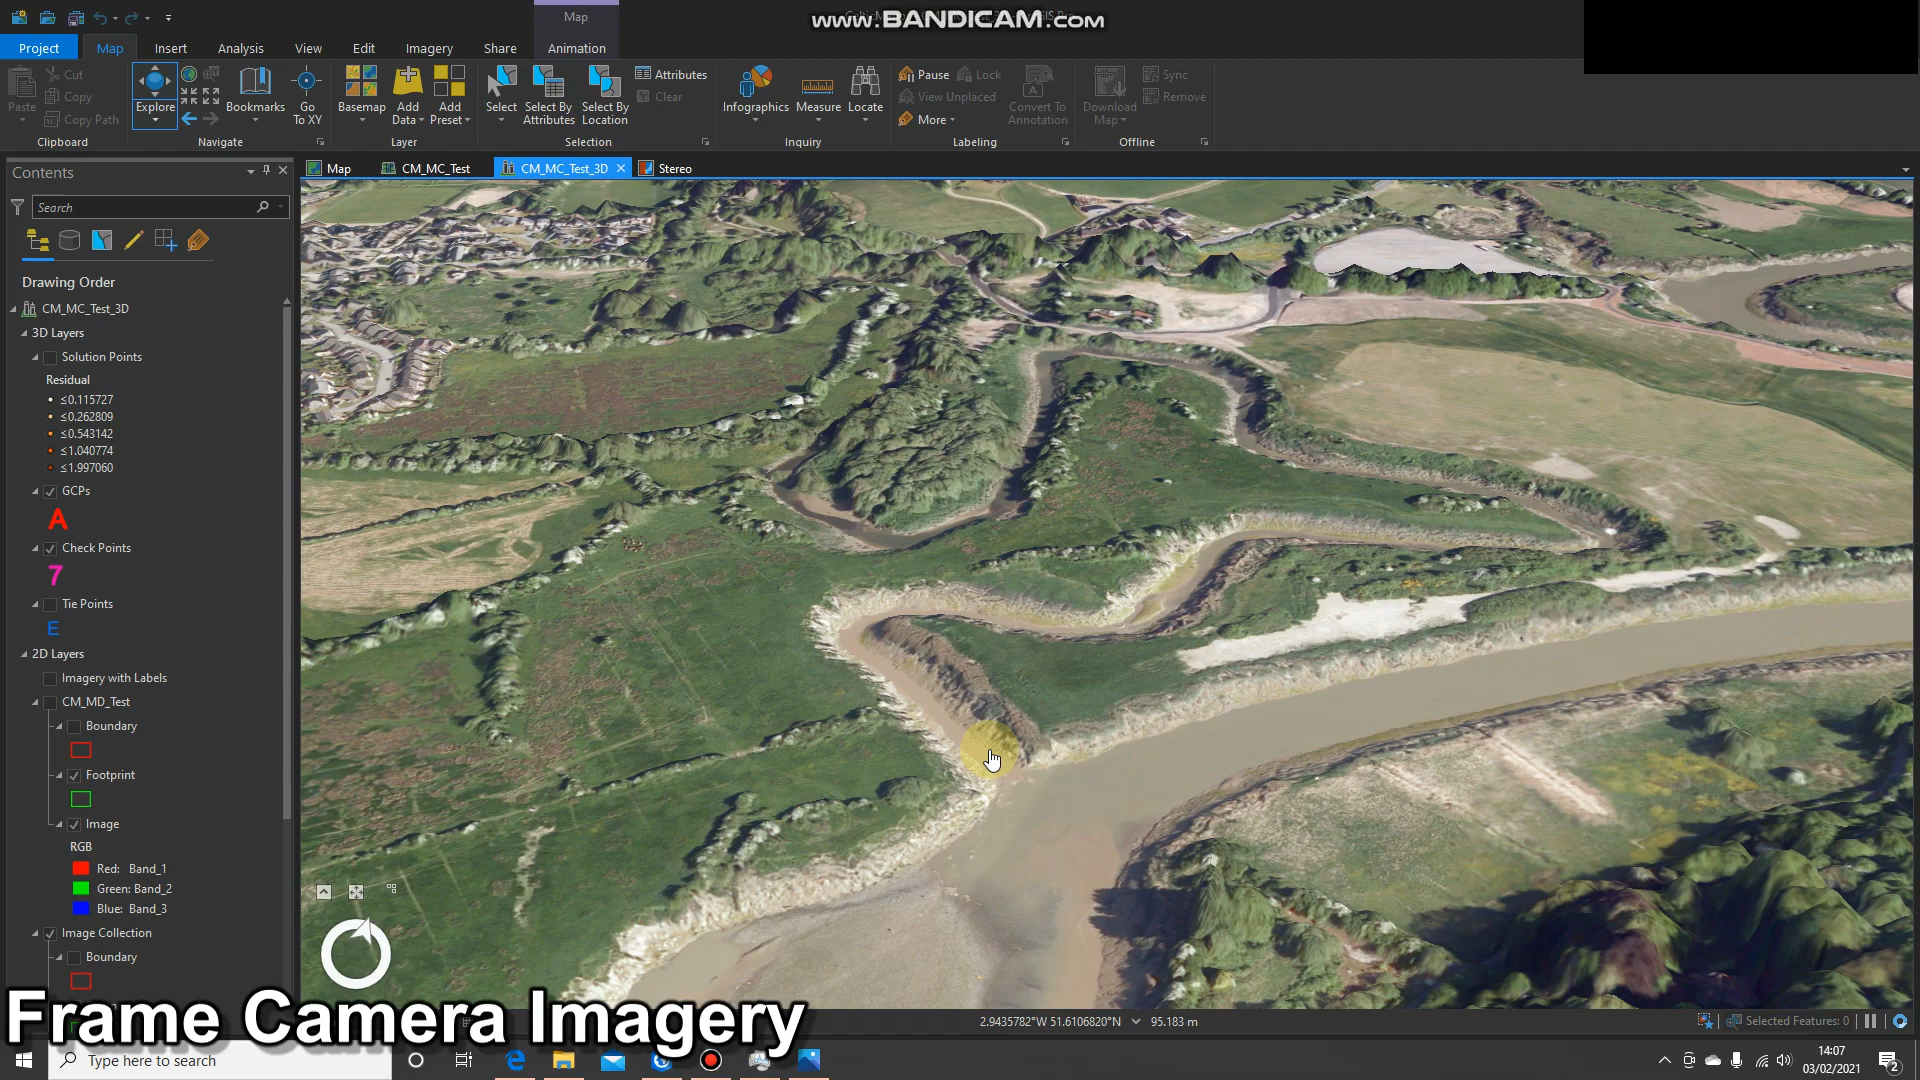 Map
www.BANDICAM.com
Project Map Insert Analysis View Edit Imagery Share Animation
Paste
Cut
Copy
Copy Path
Clipboard
Explore
Bookmarks
Go
To XY
Navigate
Basemap
Add
Data
Add
Preset
Layer
Select
Select By
Attributes
Select By
Location
Attributes
Clear
Selection
Infographics
Measure
Locate
Inquiry
Pause
Lock
View Unplaced
More
Convert To
Annotation
Labeling
Download
Map
Sync
Remove
Offline
Contents
Search
Drawing Order
CM_MC_Test_3D
3D Layers
Solution Points
Residual
≤0.115727
≤0.262809
≤0.543142
≤1.040774
≤1.997060
GCPs
A
Check Points
7
Tie Points
E
2D Layers
Imagery with Labels
CM_MD_Test
Boundary
Footprint
Image
RGB
Red: Band_1
Green: Band_2
Blue: Band_3
Image Collection
Boundary
Map CM_MC_Test CM_MC_Test_3D Stereo
Frame Camera Imagery
2.9435782°W 51.6106820°N 95.183 m
Selected Features: 0
Type here to search
14:07
03/02/2021
2